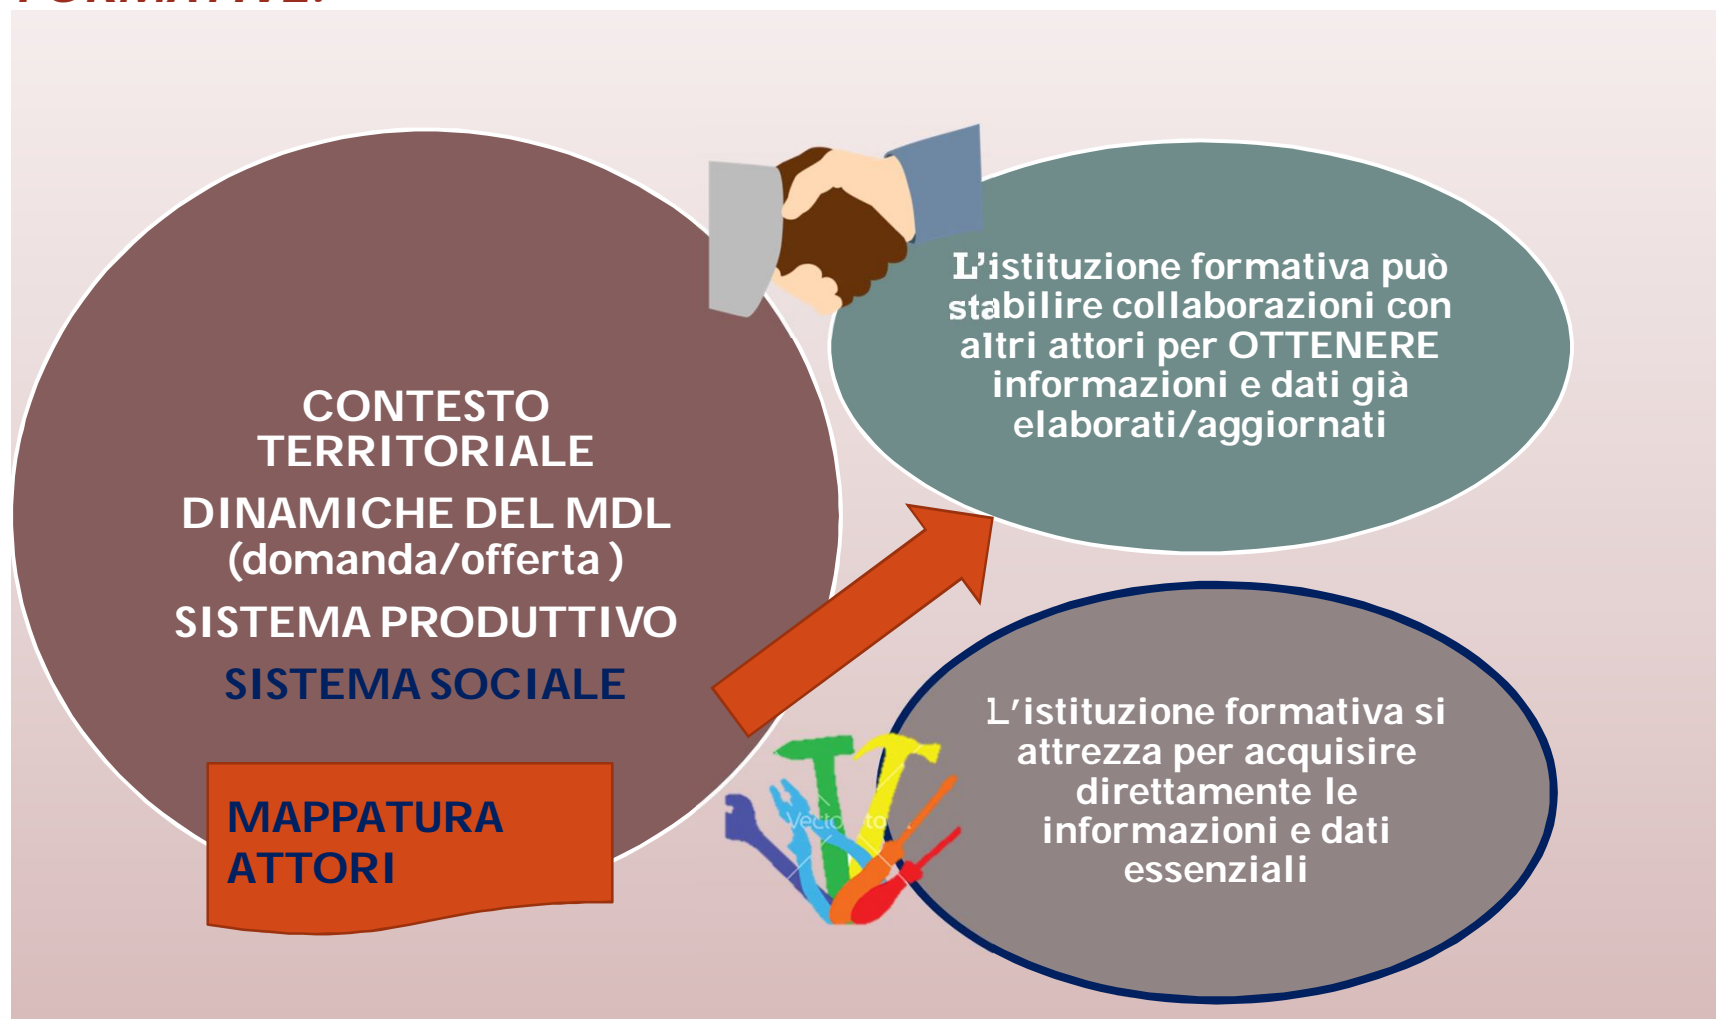 CONTESTO
TERRITORIALE
DINAMICHE DEL MDL
(domanda/offerta )
SISTEMA PRODUTTIVO
SISTEMA SOCIALE
MAPPATURA
ATTORI
L'istituzione formativa può
stabilire collaborazioni con
altri attori per OTTENERE
informazioni e dati già
elaborati/aggiornati
L'istituzione formativa si
attrezza per acquisire
direttamente le
informazioni e dati
essenziali